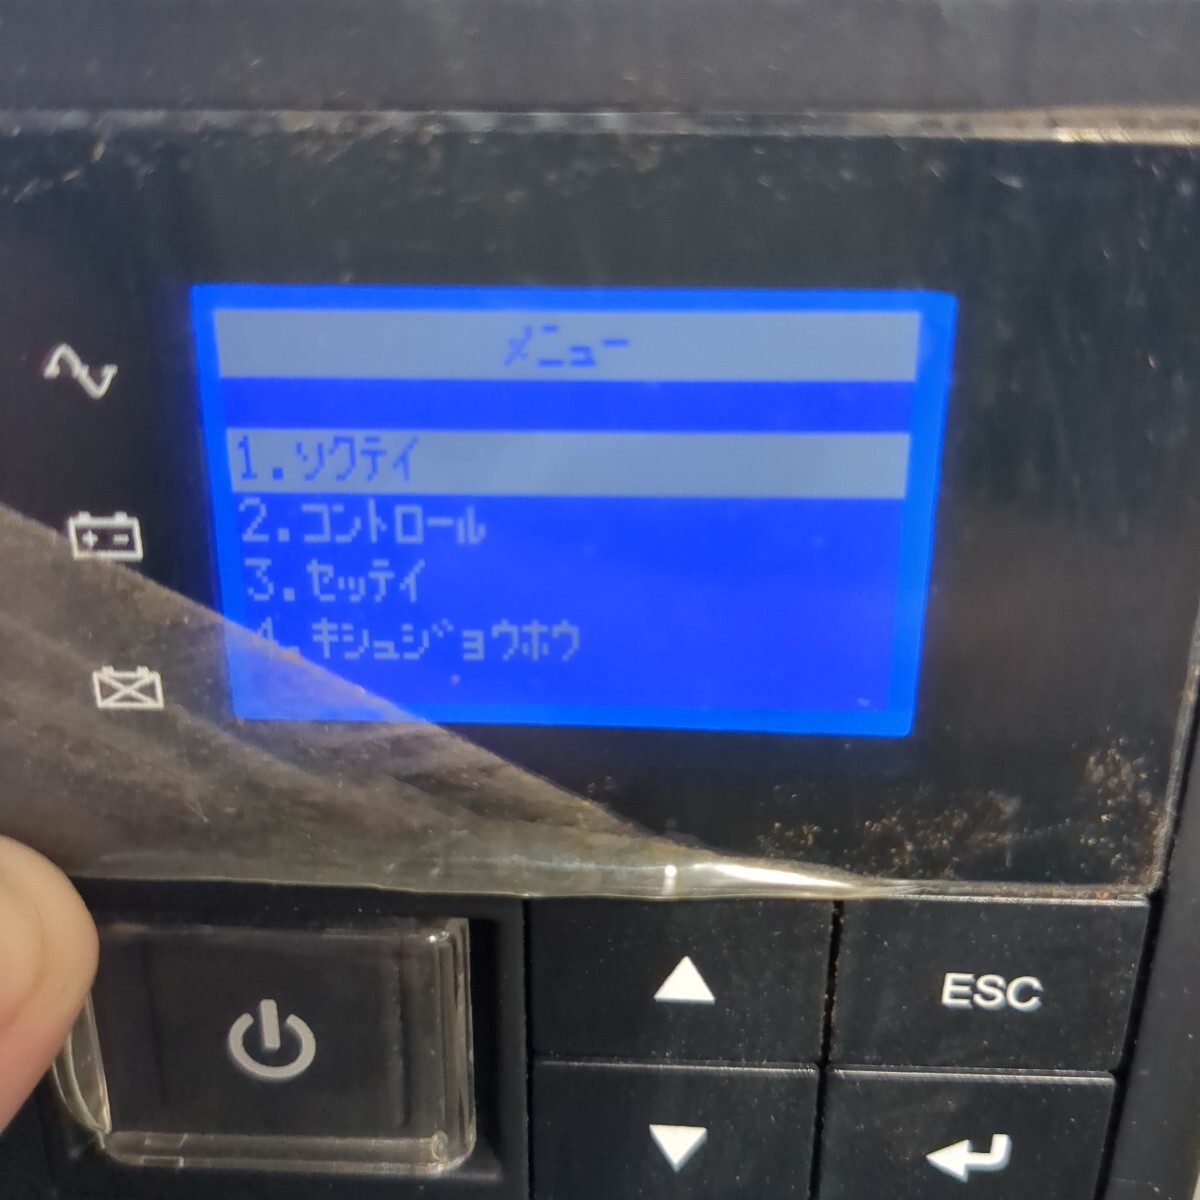 メニュー
1.ソクテイ
2.コントロール
3.セッテイ
4.キシュジョウホウ
ESC